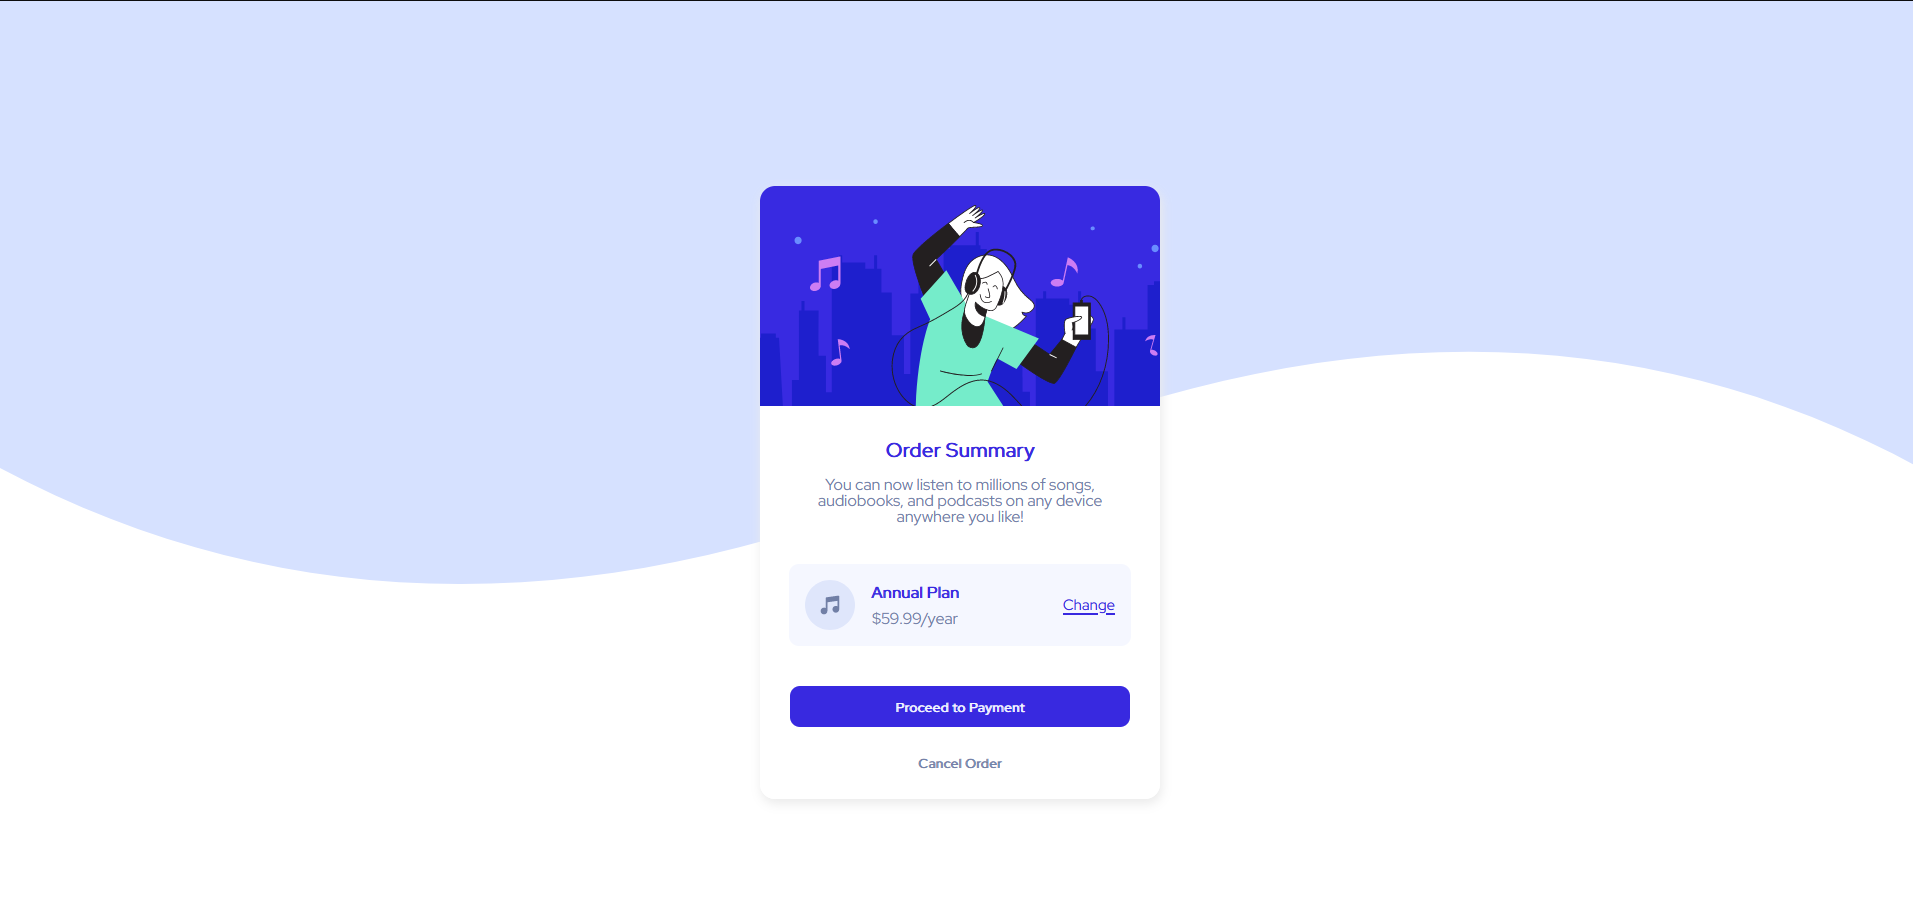 Order Summary
You can now listen to millions of songs,
audiobooks, and podcasts on any device
anywhere you like!
Annual Plan
$59.99/year
Change
Proceed to Payment
Cancel Order